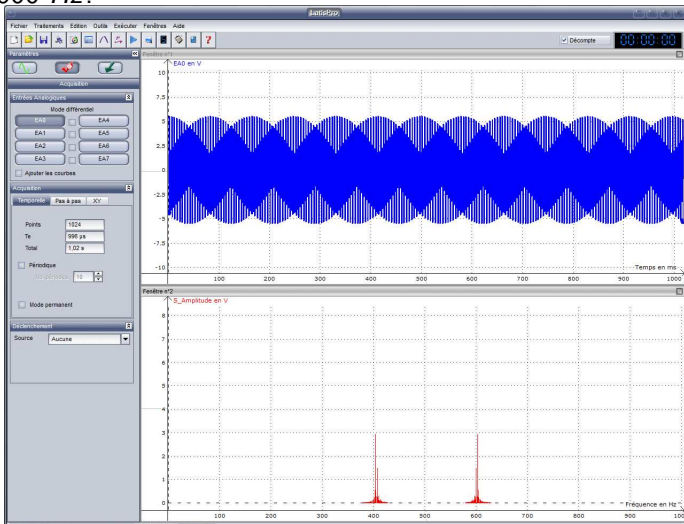 Fichier Traitements Edition Outils Exécuter Fenêtres Aide
Décompte
00:00:00
Paramètres
Acquisition
Entrées Analogiques
Mode différentiel
EA0 EA4
EA1 EA5
EA2 EA6
EA3 EA7
Ajouter les courbes
Acquisition
Temporelle Pas à pas XY
Points 1024
Te 996 µs
Total 1,02 s
Périodique
10
Mode permanent
Déclenchement
Source Aucune
Fenêtre n°1
EA0 en V
10
7.5
5
2.5
0
-2.5
-5
-7.5
-10
Temps en ms
100 200 300 400 500 600 700 800 900 1000
Fenêtre n°2
S_Amplitude en V
8
7
6
5
4
3
2
1
0
Fréquence en Hz
100 200 300 400 500 600 700 800 900 100